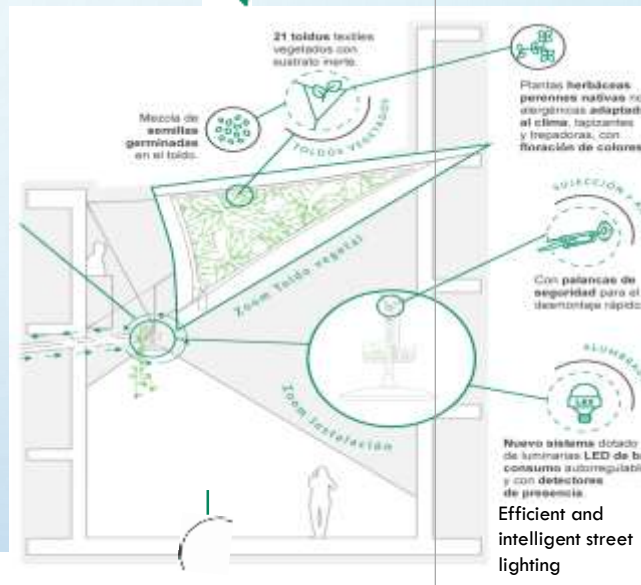 21 toldos textiles
vegetados con
sustrato inerte.
Mezcla de
semillas
germinadas
en el toldo.
TOLDOS VEGETADOS
Plantas herbáceas
perennes nativas no
alergénicas
al clima, tapizantes
y trepadoras, con
floración de colores
SUJECCIÓN
Zoom Toldo vegetal
Con palancas de
seguridad para el
desmontaje rápido
ALUMBRA
Zoom Instalación
LEX
Nuevo sistema dotado
de luminarias LED de
consumo
y con detectores
de presencia.
Efficient and
intelligent street
lighting